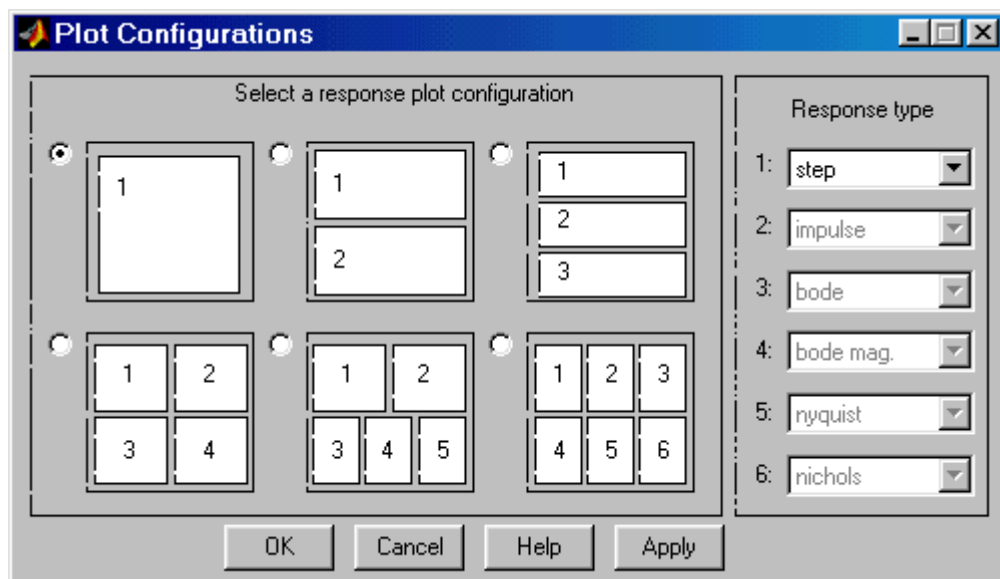 Plot Configurations
Select a response plot configuration
1
1
2
1
2
3
1 2
3 4
1 2
3 4 5
1 2 3
4 5 6
Response type
1: step
2: impulse
3: bode
4: bode mag.
5: nyquist
6: nichols
OK Cancel Help Apply